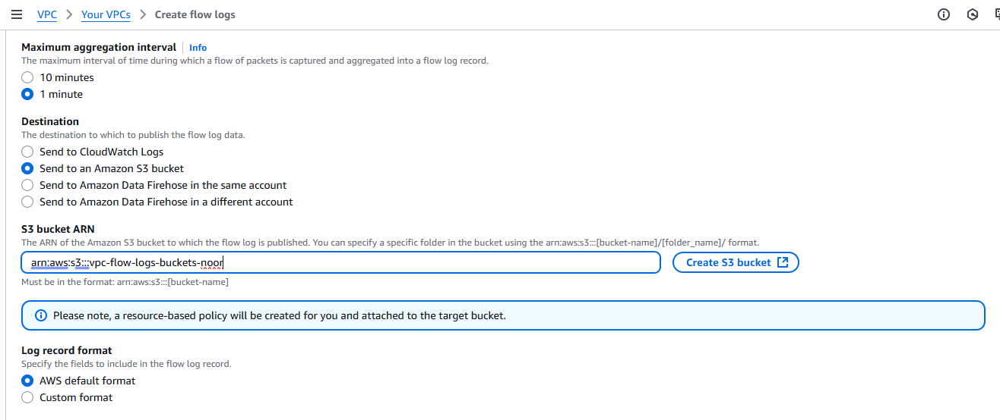 VPC > Your VPCs > Create flow logs
Maximum aggregation interval Info
The maximum interval of time during which a flow of packets is captured and aggregated into a flow log record.
10 minutes
1 minute
Destination
The destination to which to publish the flow log data.
Send to CloudWatch Logs
Send to an Amazon S3 bucket
Send to Amazon Data Firehose in the same account
Send to Amazon Data Firehose in a different account
S3 bucket ARN
The ARN of the Amazon S3 bucket to which the flow log is published. You can specify a specific folder in the bucket using the arn:aws:s3:::[bucket-name]/[folder_name]/ format.
arn:aws:s3:::vpc-flow-logs-buckets-noor
Create S3 bucket
Must be in the format: arn:aws:s3:::[bucket-name]
Please note, a resource-based policy will be created for you and attached to the target bucket.
Log record format
Specify the fields to include in the flow log record.
AWS default format
Custom format